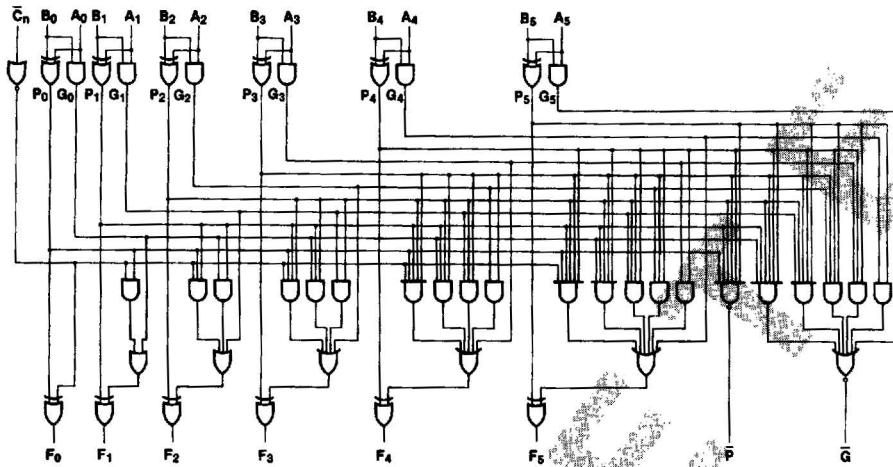 C̅n B0 A0 B1 A1 B2 A2 B3 A3 B4 A4 B5 A5
P0 G0 P1 G1 P2 G2 P3 G3 P4 G4 P5 G5
F0 F1 F2 F3 F4 F5 P̅ G̅